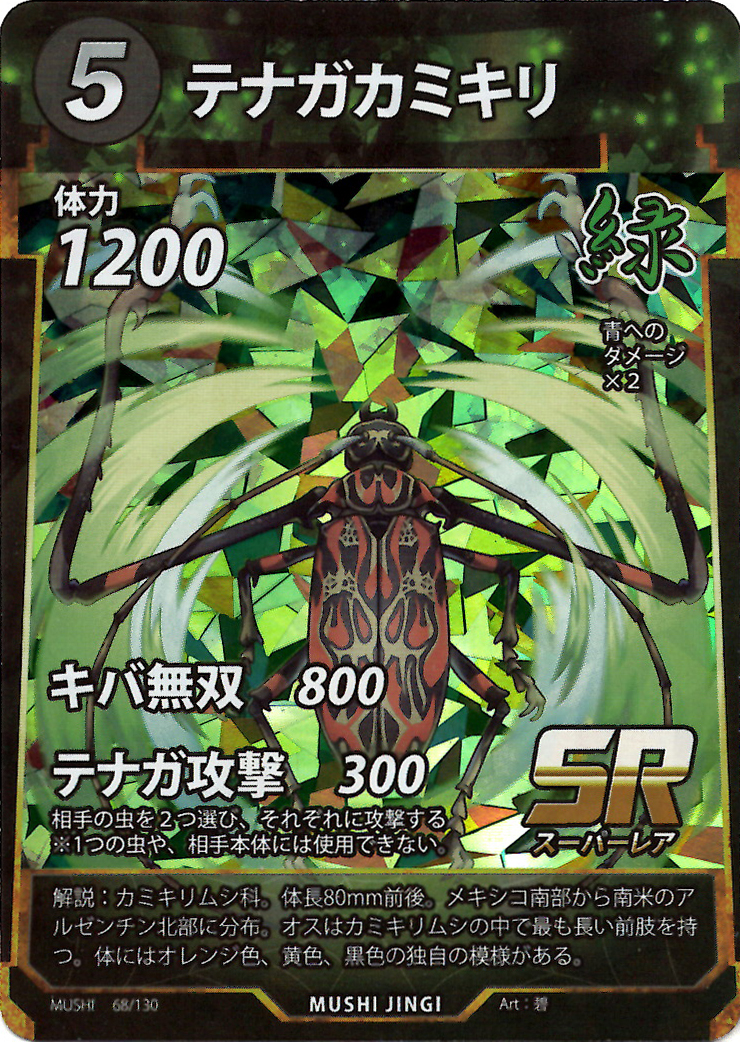 5 テナガカミキリ
体力
1200
緑
青への
ダメージ
×2
キバ無双 800
テナガ攻撃 300
相手の虫を2つ選び、それぞれに攻撃する
※1つの虫や、相手本体には使用できない。
SR
スーパーレア
解説：カミキリムシ科。体長80mm前後。メキシコ南部から南米のア
ルゼンチン北部に分布。オスはカミキリムシの中で最も長い前肢を持
つ。体にはオレンジ色、黄色、黒色の独自の模様がある。
MUSHI 68/130 MUSHI JINGI Art：碧